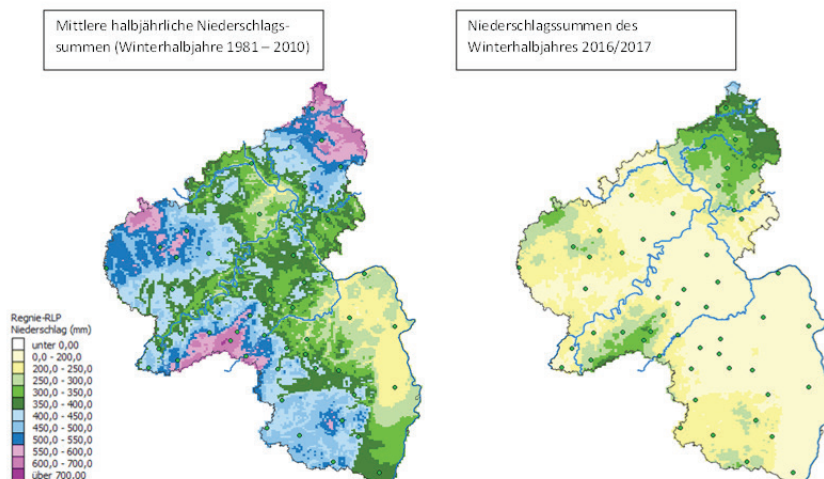 Mittlere halbjährliche Niederschlags-
summen (Winterhalbjahre 1981 – 2010)
Niederschlagssummen des
Winterhalbjahres 2016/2017
Regnie-RLP
Niederschlag (mm)
unter 0,00
0,0 - 200,0
200,0 - 250,0
250,0 - 300,0
300,0 - 350,0
350,0 - 400,0
400,0 - 450,0
450,0 - 500,0
500,0 - 550,0
550,0 - 600,0
600,0 - 700,0
über 700,00